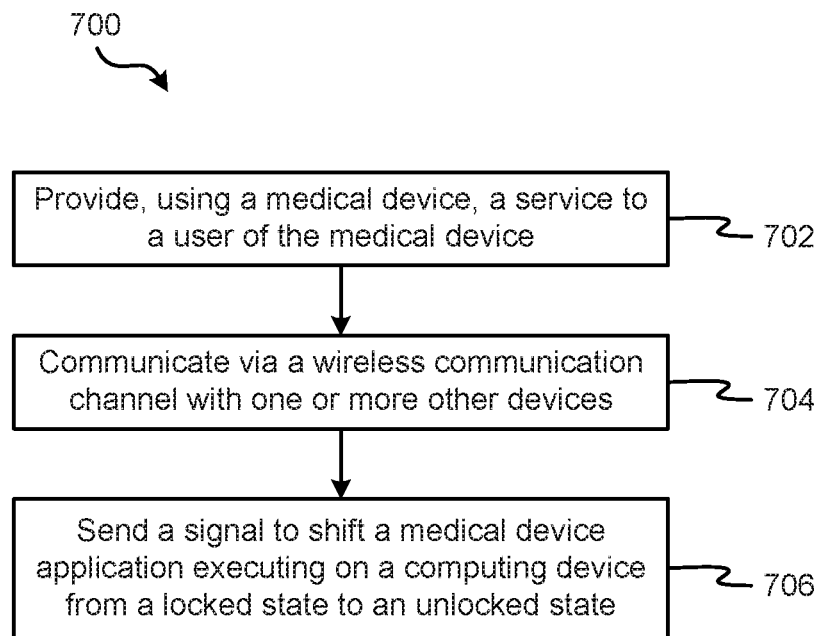 700
Provide, using a medical device, a service to
a user of the medical device
702
Communicate via a wireless communication
channel with one or more other devices
704
Send a signal to shift a medical device
application executing on a computing device
from a locked state to an unlocked state
706